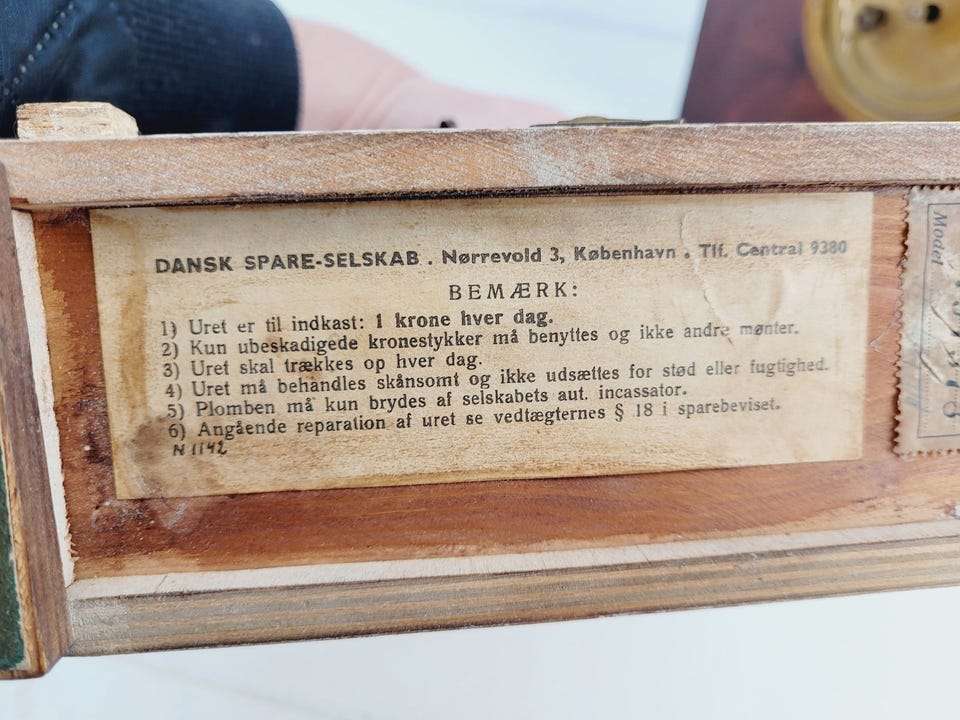 DANSK SPARE-SELSKAB . Nørrevold 3, København . Tlf. Central 9380
BEMÆRK:
1) Uret er til indkast: 1 krone hver dag.
2) Kun ubeskadigede kronestykker må benyttes og ikke andre mønter.
3) Uret skal trækkes op hver dag.
4) Uret må behandles skånsomt og ikke udsættes for stød eller fugtighed.
5) Plomben må kun brydes af selskabets aut. incassator.
6) Angående reparation af uret se vedtægternes § 18 i sparebeviset.
N 1142
Model